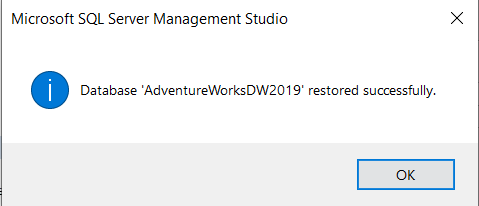 Microsoft SQL Server Management Studio
Database 'AdventureWorksDW2019' restored successfully.
OK